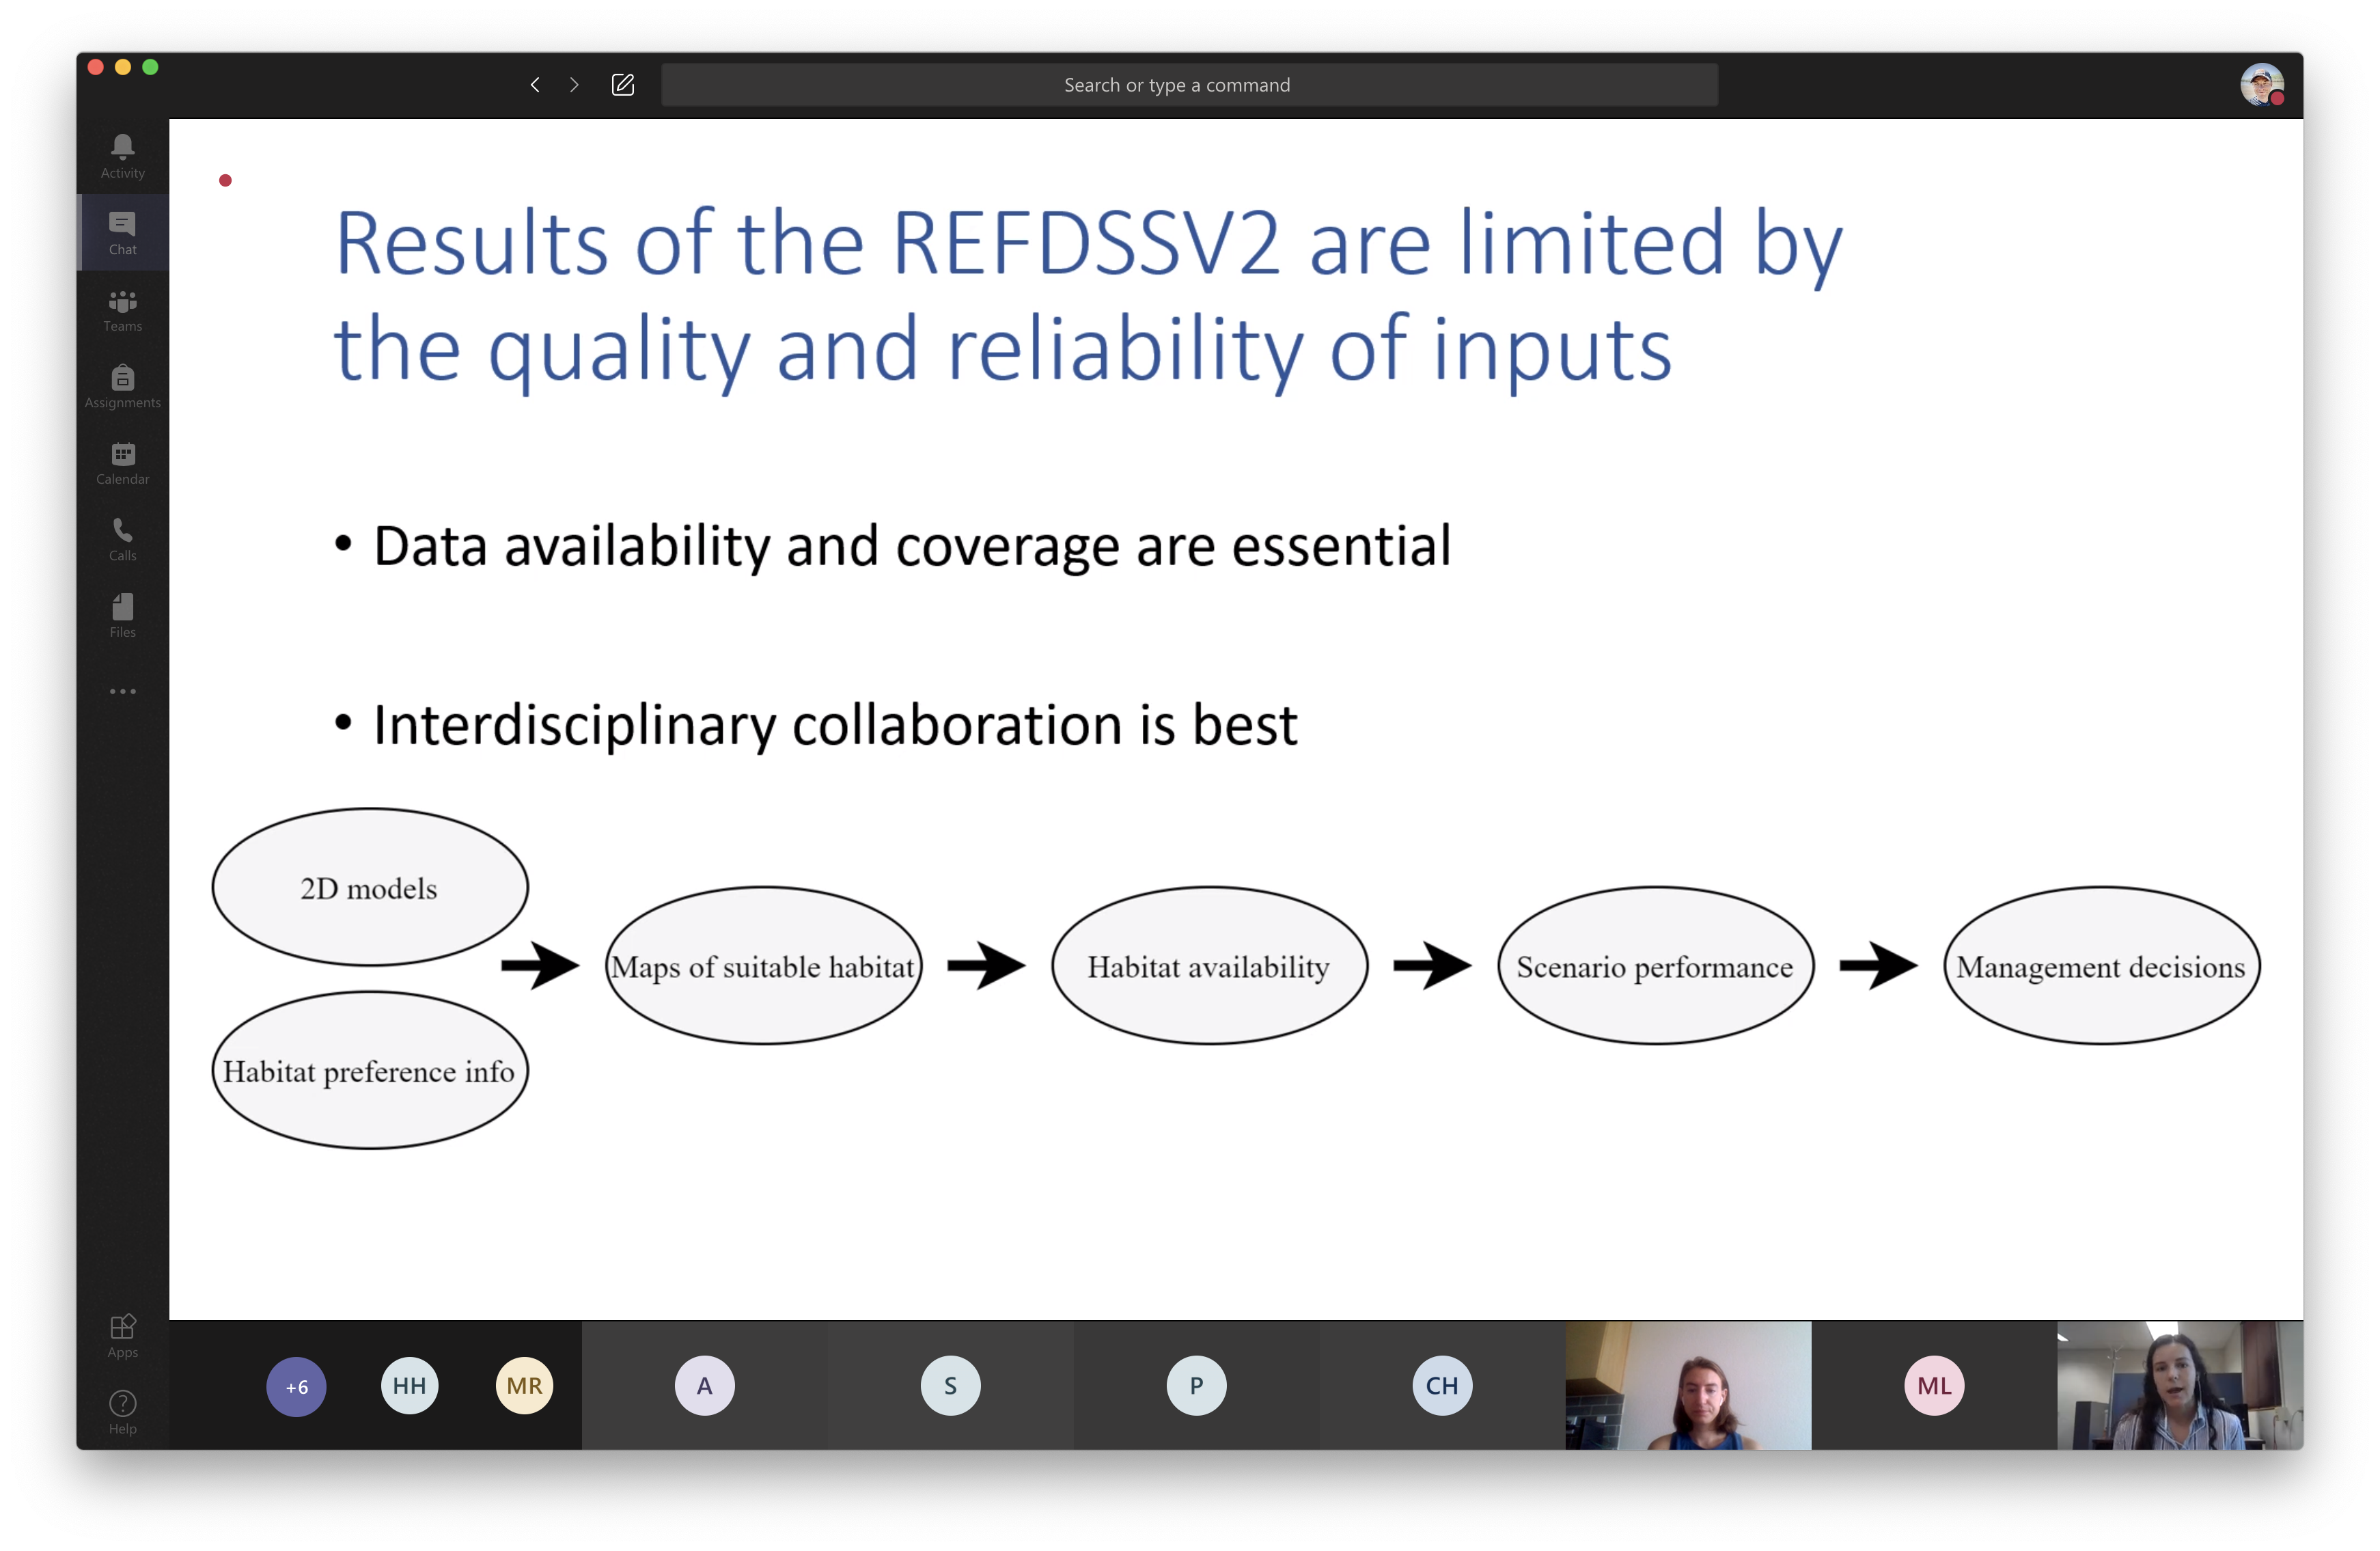 Search or type a command
Activity
Chat
Teams
Assignments
Calendar
Calls
Files
Apps
Help
Results of the REFDSSV2 are limited by
the quality and reliability of inputs
• Data availability and coverage are essential
• Interdisciplinary collaboration is best
2D models
Habitat preference info
Maps of suitable habitat
Habitat availability
Scenario performance
Management decisions
+6
HH
MR
A
S
P
CH
ML